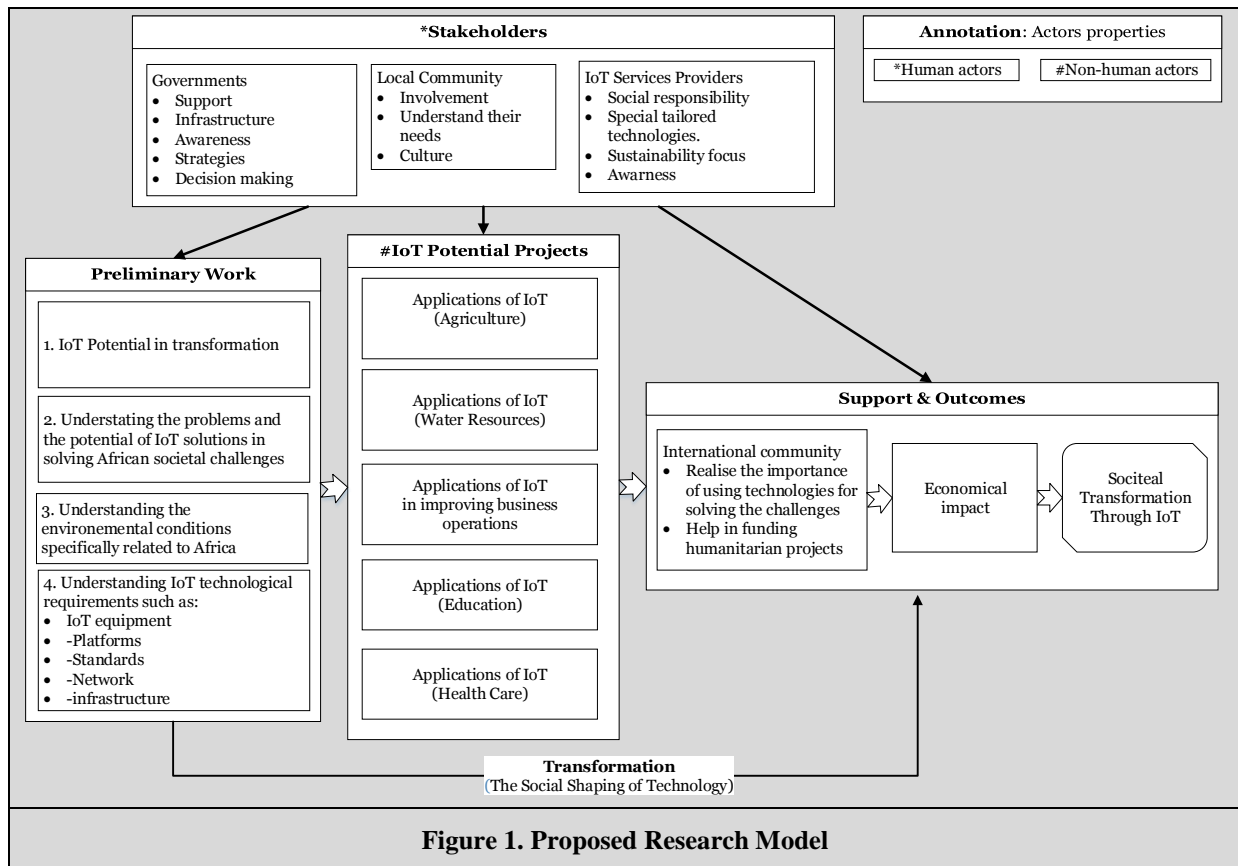 *Stakeholders
Governments
• Support
• Infrastructure
• Awareness
• Strategies
• Decision making
Local Community
• Involvement
• Understand their
needs
• Culture
IoT Services Providers
• Social responsibility
• Special tailored
technologies.
• Sustainability focus
• Awarness
Annotation: Actors properties
*Human actors
#Non-human actors
Preliminary Work
1. IoT Potential in transformation
2. Understating the problems and
the potential of IoT solutions in
solving African societal challenges
3. Understanding the
environemental conditions
specifically related to Africa
4. Understanding IoT technological
requirements such as:
• IoT equipment
• -Platforms
• -Standards
• -Network
• -infrastructure
#IoT Potential Projects
Applications of IoT
(Agriculture)
Applications of IoT
(Water Resources)
Applications of IoT
in improving business
operations
Applications of IoT
(Education)
Applications of IoT
(Health Care)
Support & Outcomes
International community
• Realise the importance
of using technologies for
solving the challenges
• Help in funding
humanitarian projects
Economical
impact
Sociteal
Transformation
Through IoT
Transformation
(The Social Shaping of Technology)
Figure 1. Proposed Research Model